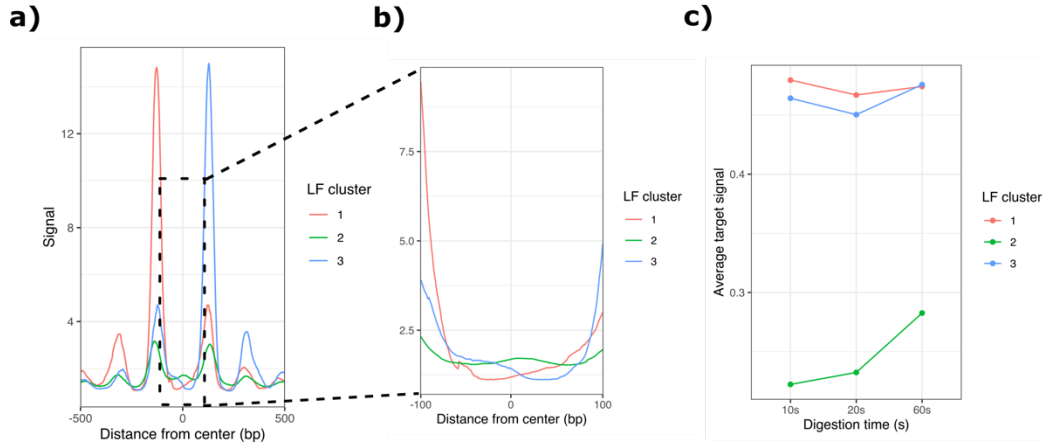 a)
Signal
12
8
4
-500
0
500
Distance from center (bp)
LF cluster
1
2
3
b)
7.5
5.0
2.5
-100
0
100
Distance from center (bp)
LF cluster
1
2
3
c)
Average target signal
0.4
0.3
10s
20s
60s
Digestion time (s)
LF cluster
1
2
3